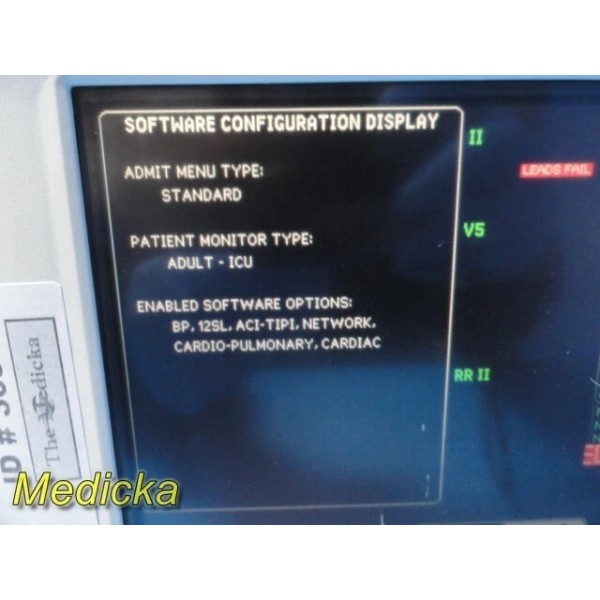 SOFTWARE CONFIGURATION DISPLAY
ADMIT MENU TYPE:
STANDARD
PATIENT MONITOR TYPE:
ADULT - ICU
ENABLED SOFTWARE OPTIONS:
BP, 12SL, ACI-TIPI, NETWORK,
CARDIO-PULMONARY, CARDIAC
II
LEADS FAIL
V5
RR II
ID #
The Medicka
Medicka